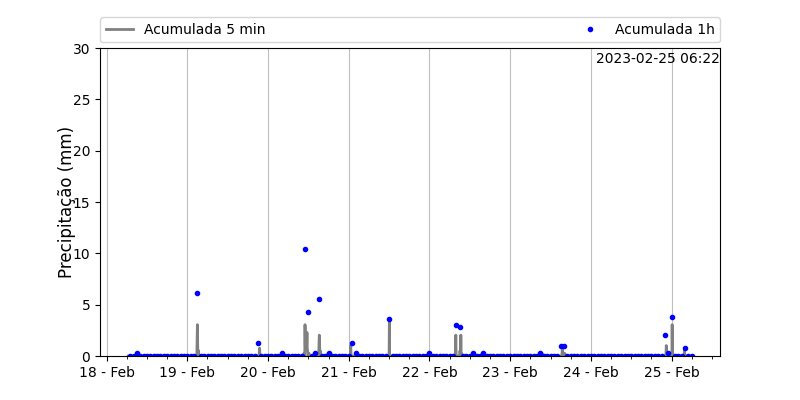 Acumulada 5 min
Acumulada 1h
2023-02-25 06:22
Precipitação (mm)
30
25
20
15
10
5
0
18 - Feb
19 - Feb
20 - Feb
21 - Feb
22 - Feb
23 - Feb
24 - Feb
25 - Feb